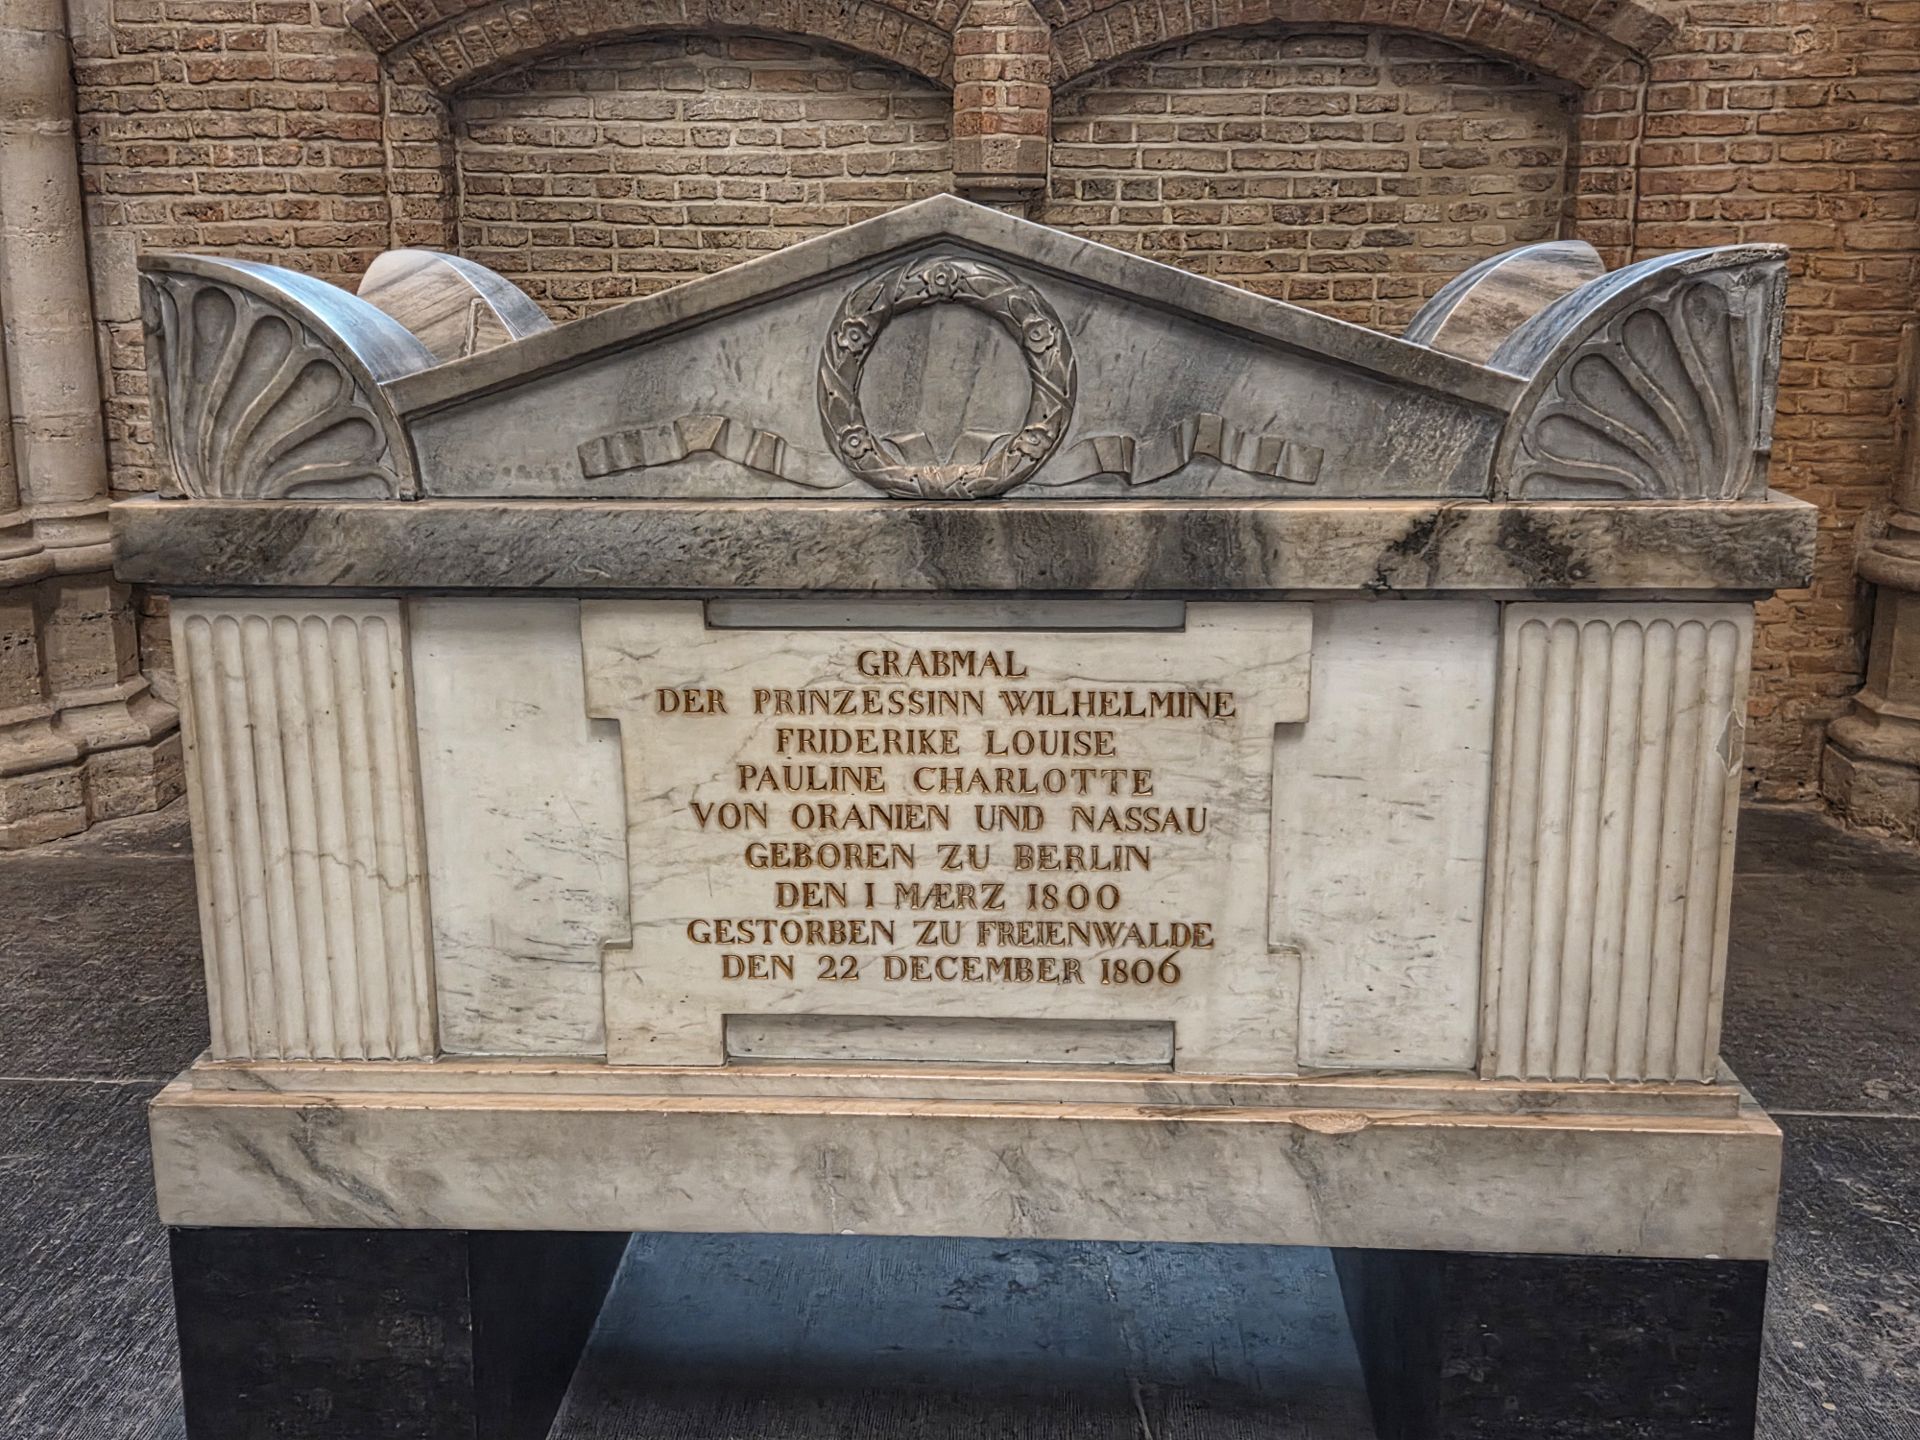 GRABMAL
DER PRINZESSINN WILHELMINE
FRIDERIKE LOUISE
PAULINE CHARLOTTE
VON ORANIEN UND NASSAU
GEBOREN ZU BERLIN
DEN 1 MÆRZ 1800
GESTORBEN ZU FREIENWALDE
DEN 22 DECEMBER 1806